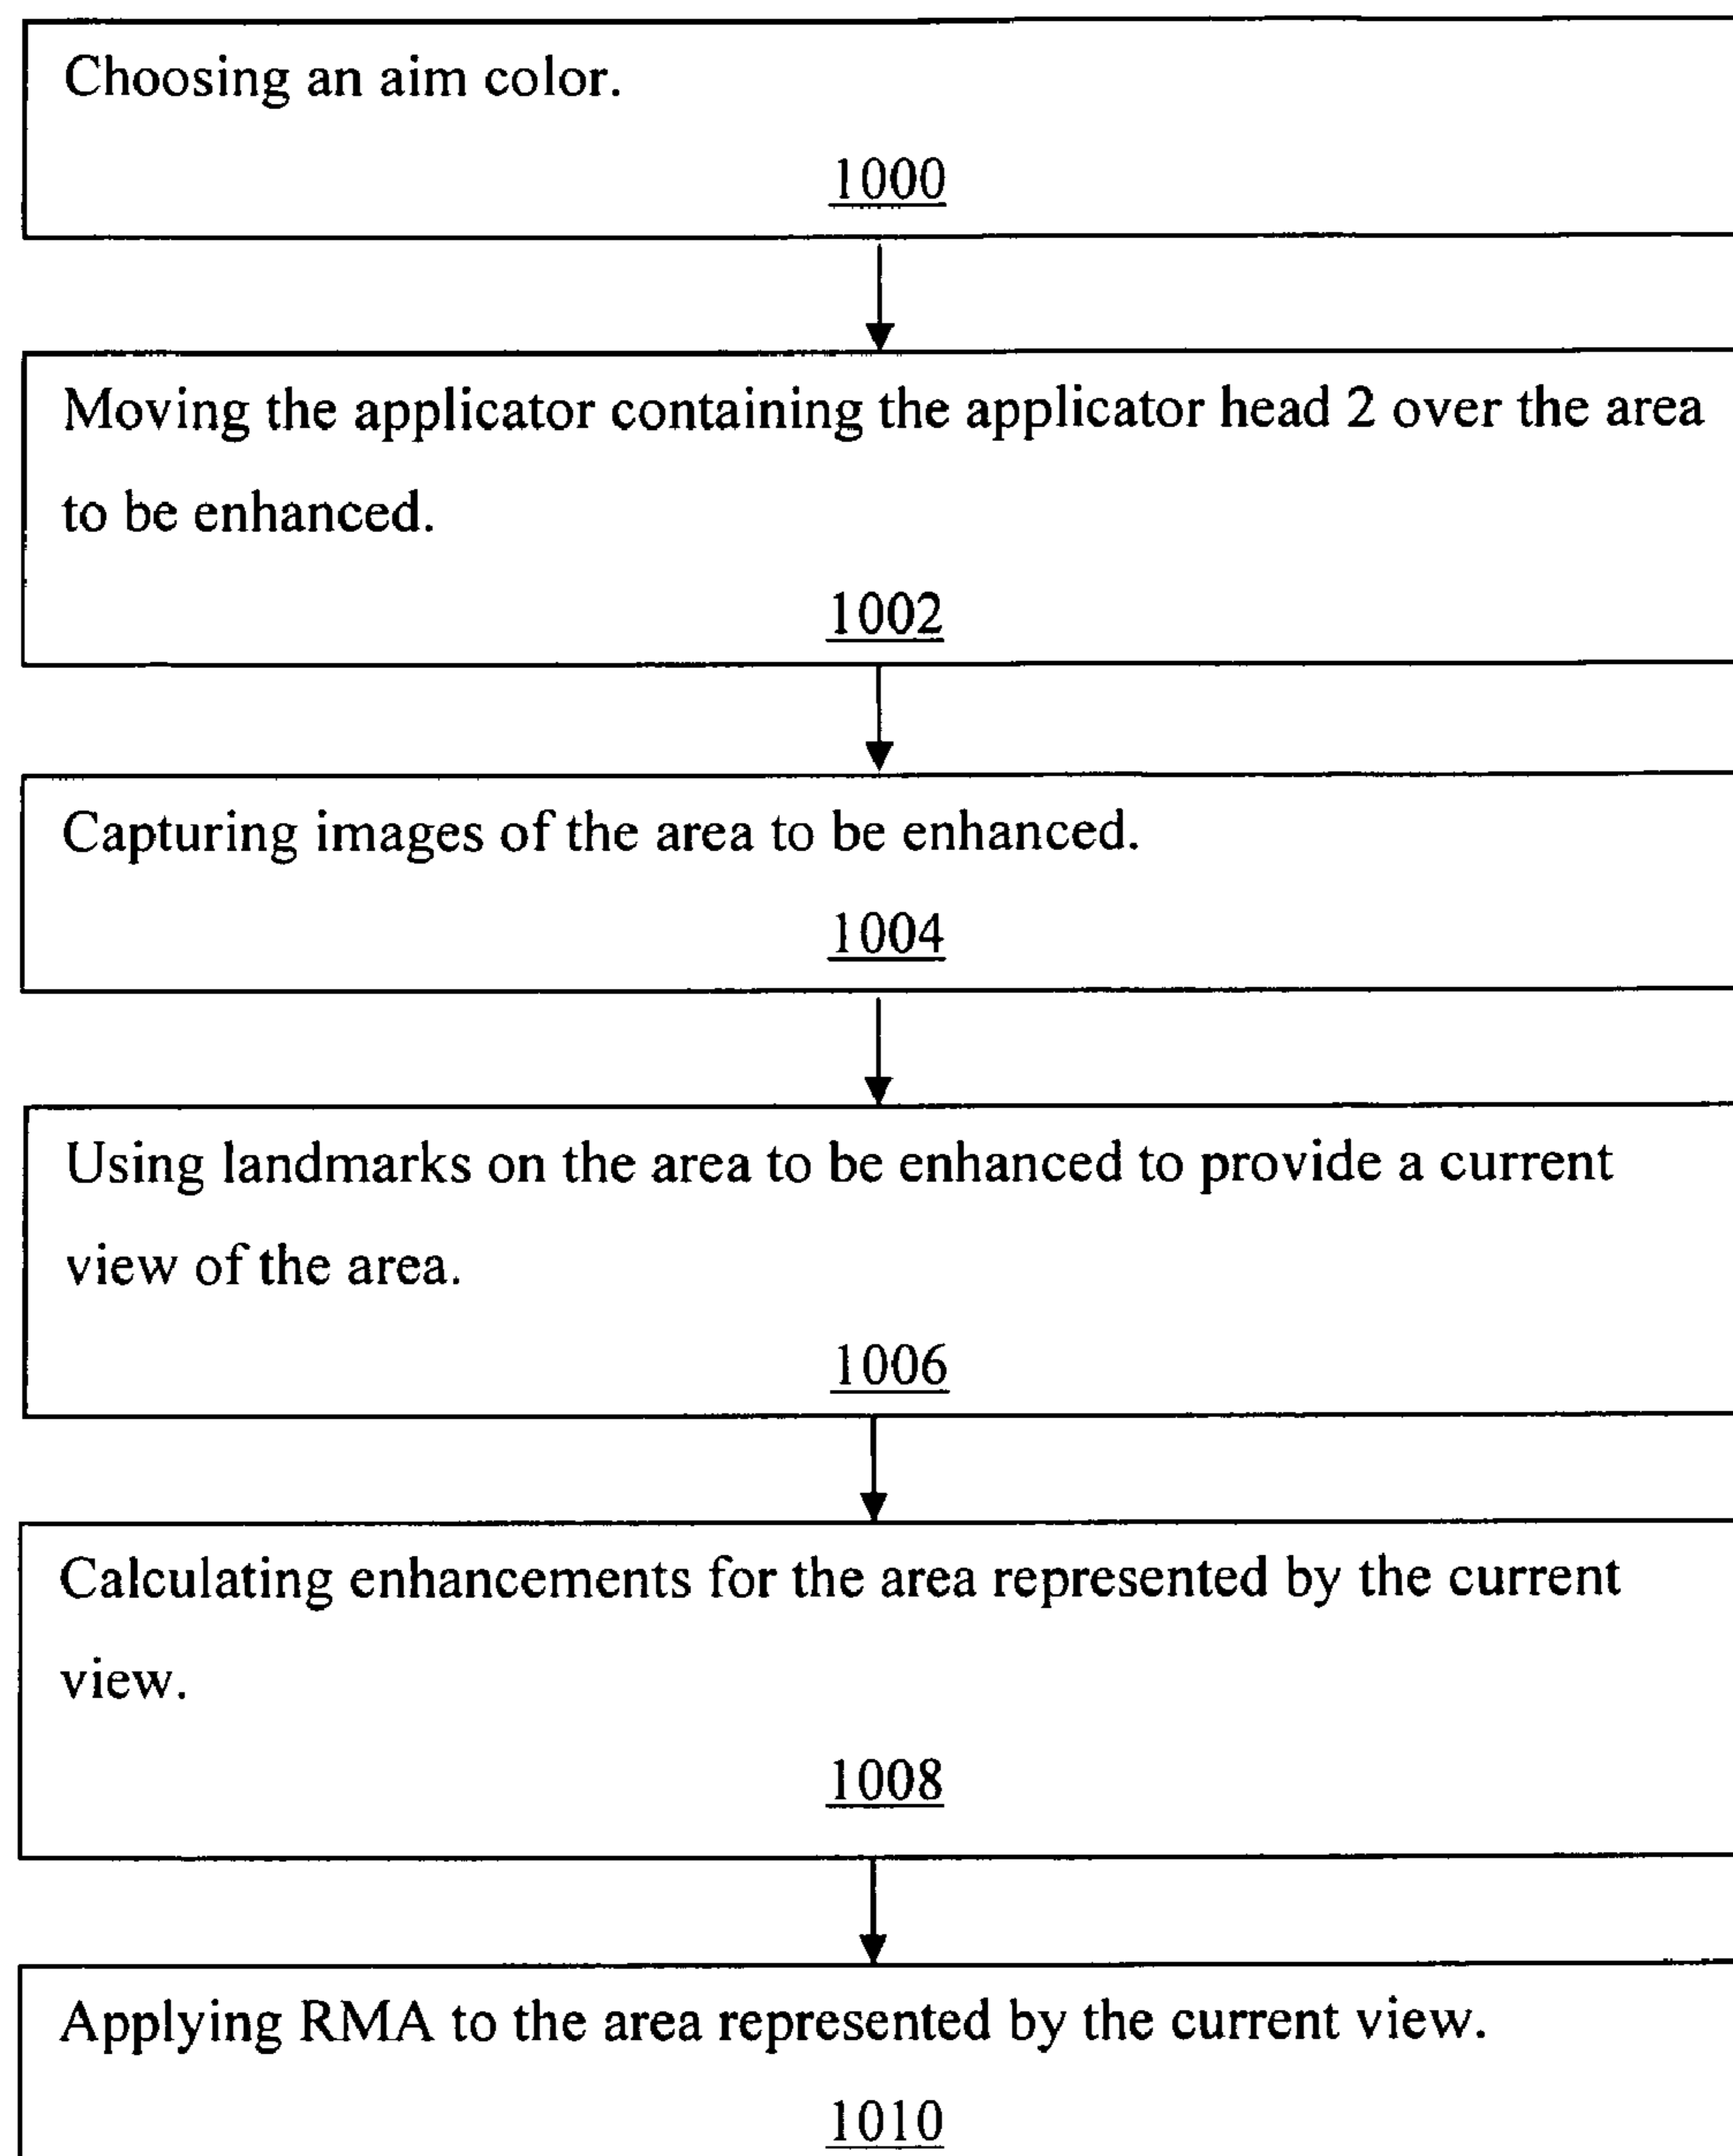 Choosing an aim color.
1000
Moving the applicator containing the applicator head 2 over the area
to be enhanced.
1002
Capturing images of the area to be enhanced.
1004
Using landmarks on the area to be enhanced to provide a current
view of the area.
1006
Calculating enhancements for the area represented by the current
view.
1008
Applying RMA to the area represented by the current view.
1010